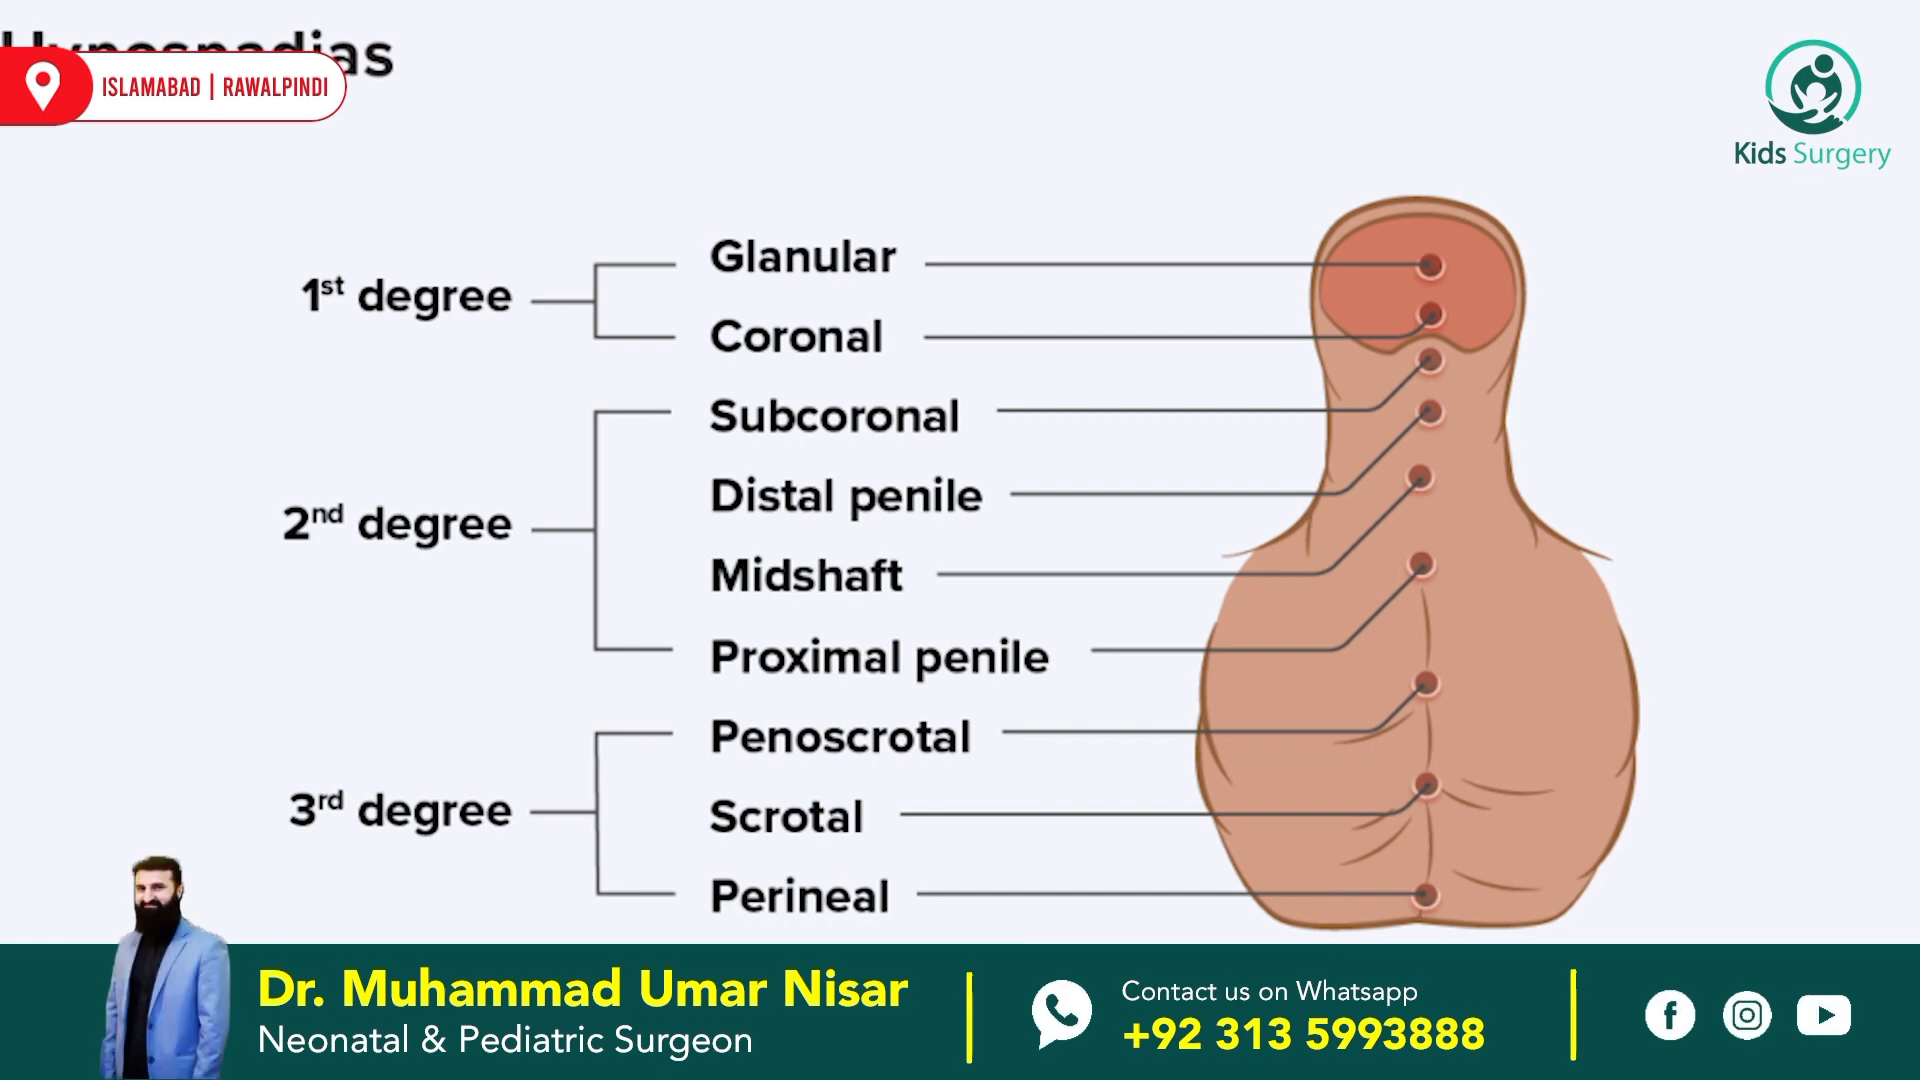 Hypospadias
ISLAMABAD | RAWALPINDI
Kids Surgery
1st degree
Glanular
Coronal
2nd degree
Subcoronal
Distal penile
Midshaft
Proximal penile
3rd degree
Penoscrotal
Scrotal
Perineal
Dr. Muhammad Umar Nisar
Neonatal & Pediatric Surgeon
Contact us on Whatsapp
+92 313 5993888